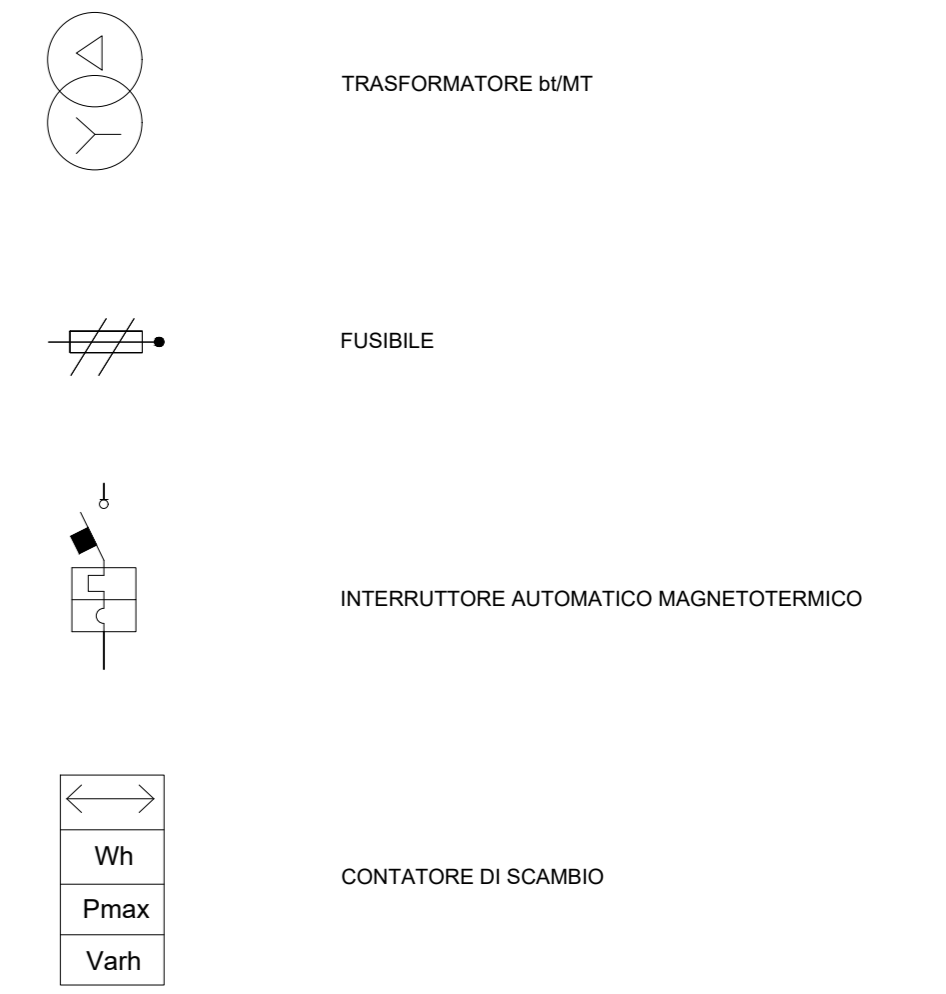 TRASFORMATORE bt/MT
FUSIBILE
INTERRUTTORE AUTOMATICO MAGNETOTERMICO
Wh
Pmax
Varh
CONTATORE DI SCAMBIO